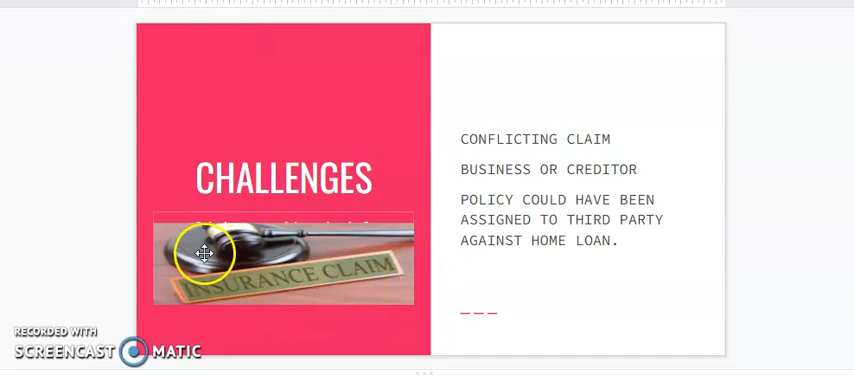 CHALLENGES
INSURANCE CLAIM
CONFLICTING CLAIM
BUSINESS OR CREDITOR
POLICY COULD HAVE BEEN
ASSIGNED TO THIRD PARTY
AGAINST HOME LOAN.
RECORDED WITH
SCREENCAST MATIC